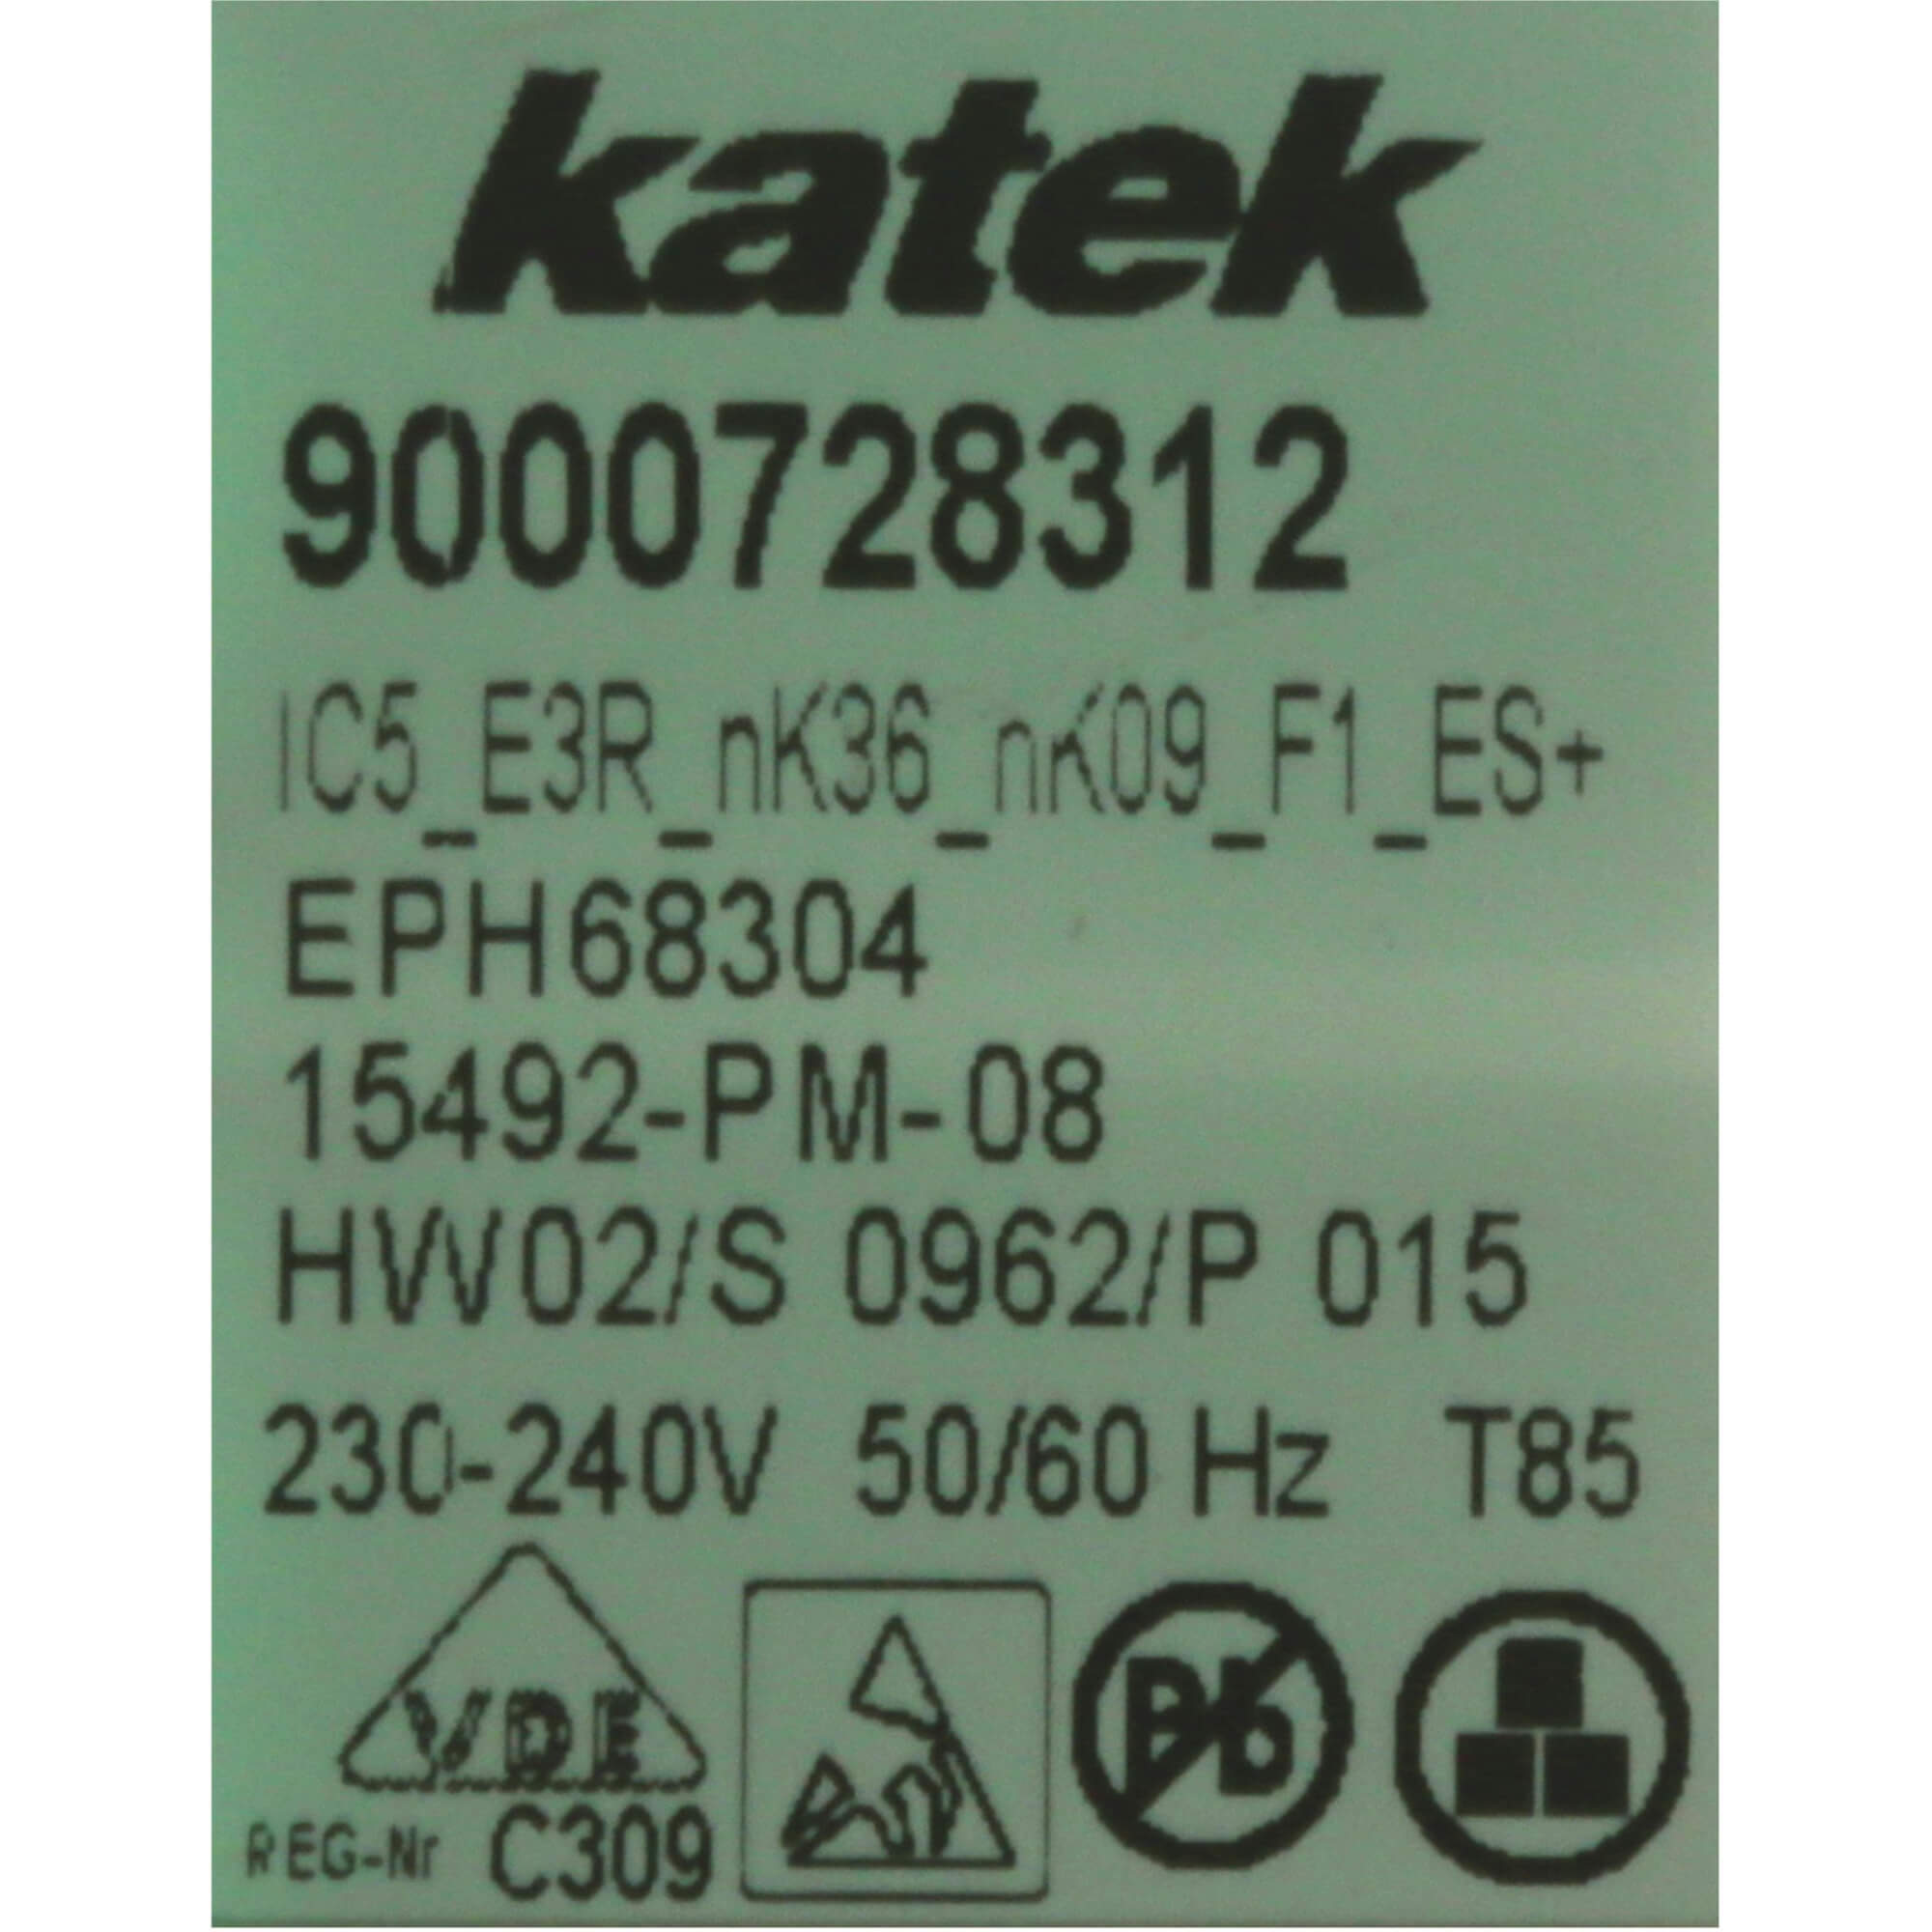 katek
9000728312
IC5_E3R_nK36_nK09_F1_ES+
EPH68304
15492-PM-08
HW02/S 0962/P 015
230-240V 50/60 Hz T85
VDE
Pb
REG-Nr C309